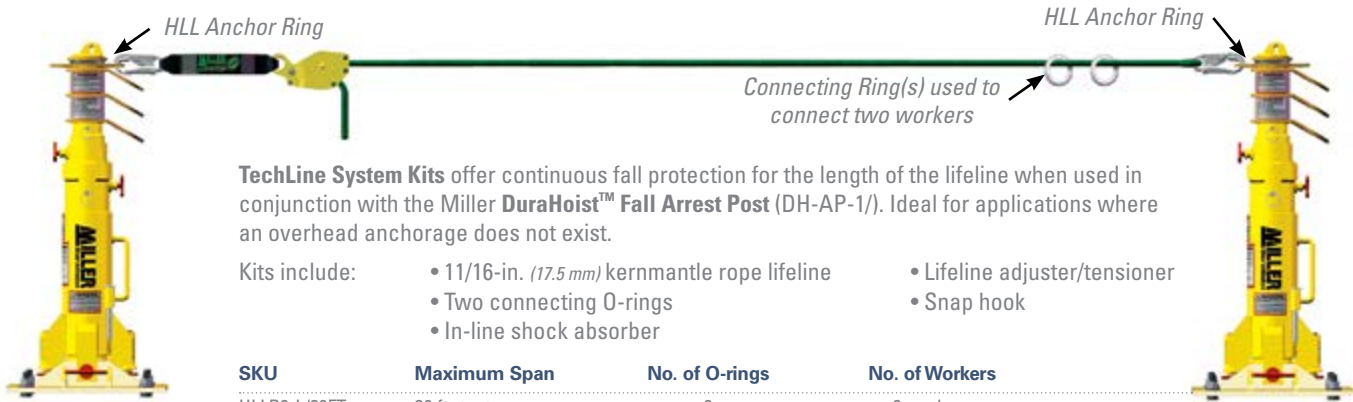 HLL Anchor Ring
HLL Anchor Ring
Connecting Ring(s) used to
connect two workers
TechLine System Kits offer continuous fall protection for the length of the lifeline when used in
conjunction with the Miller DuraHoist™ Fall Arrest Post (DH-AP-1/). Ideal for applications where
an overhead anchorage does not exist.
Kits include:
• 11/16-in. (17.5 mm) kernmantle rope lifeline
• Two connecting O-rings
• In-line shock absorber
• Lifeline adjuster/tensioner
• Snap hook
SKU Maximum Span No. of O-rings No. of Workers
MILLER
MILLER